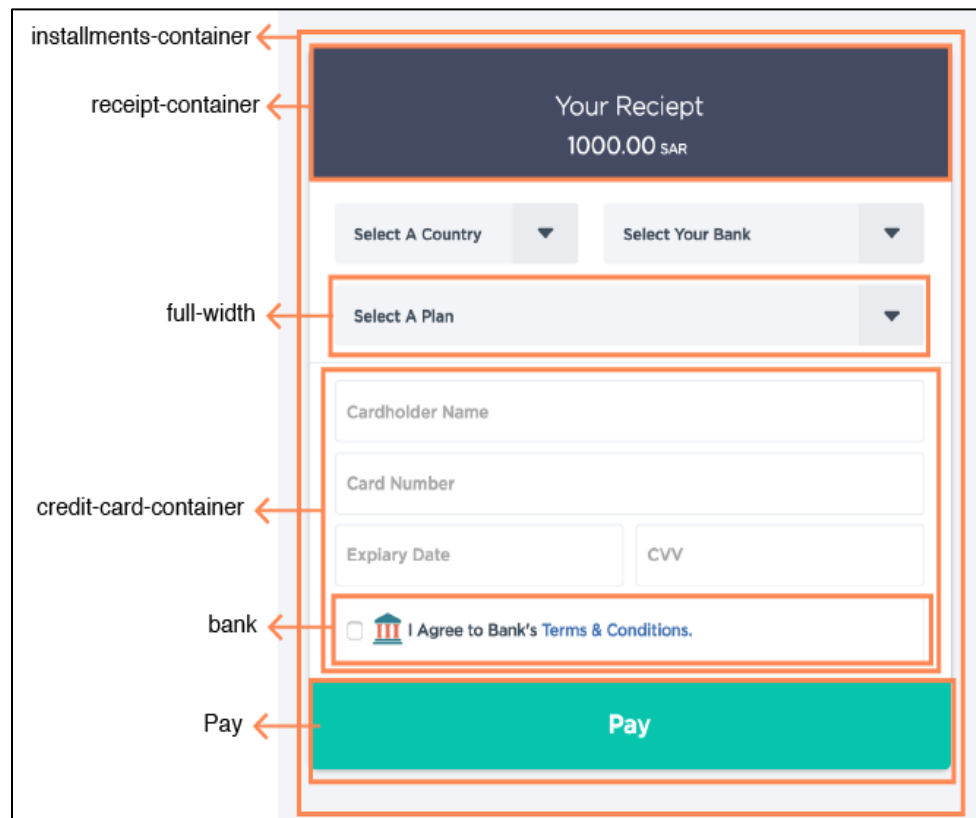 installments-container
receipt-container
Your Reciept
1000.00 SAR
Select A Country
Select Your Bank
full-width
Select A Plan
Cardholder Name
Card Number
credit-card-container
Expiary Date
CVV
bank
I Agree to Bank's Terms & Conditions.
Pay
Pay